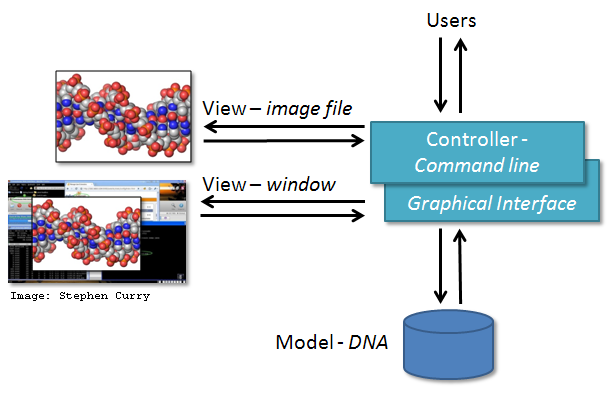 Users
View – image file
Controller -
Command line
View – window
Graphical Interface
Image: Stephen Curry
Model - DNA